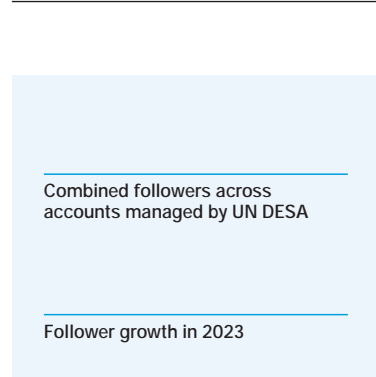 Combined followers across
accounts managed by UN DESA
Follower growth in 2023